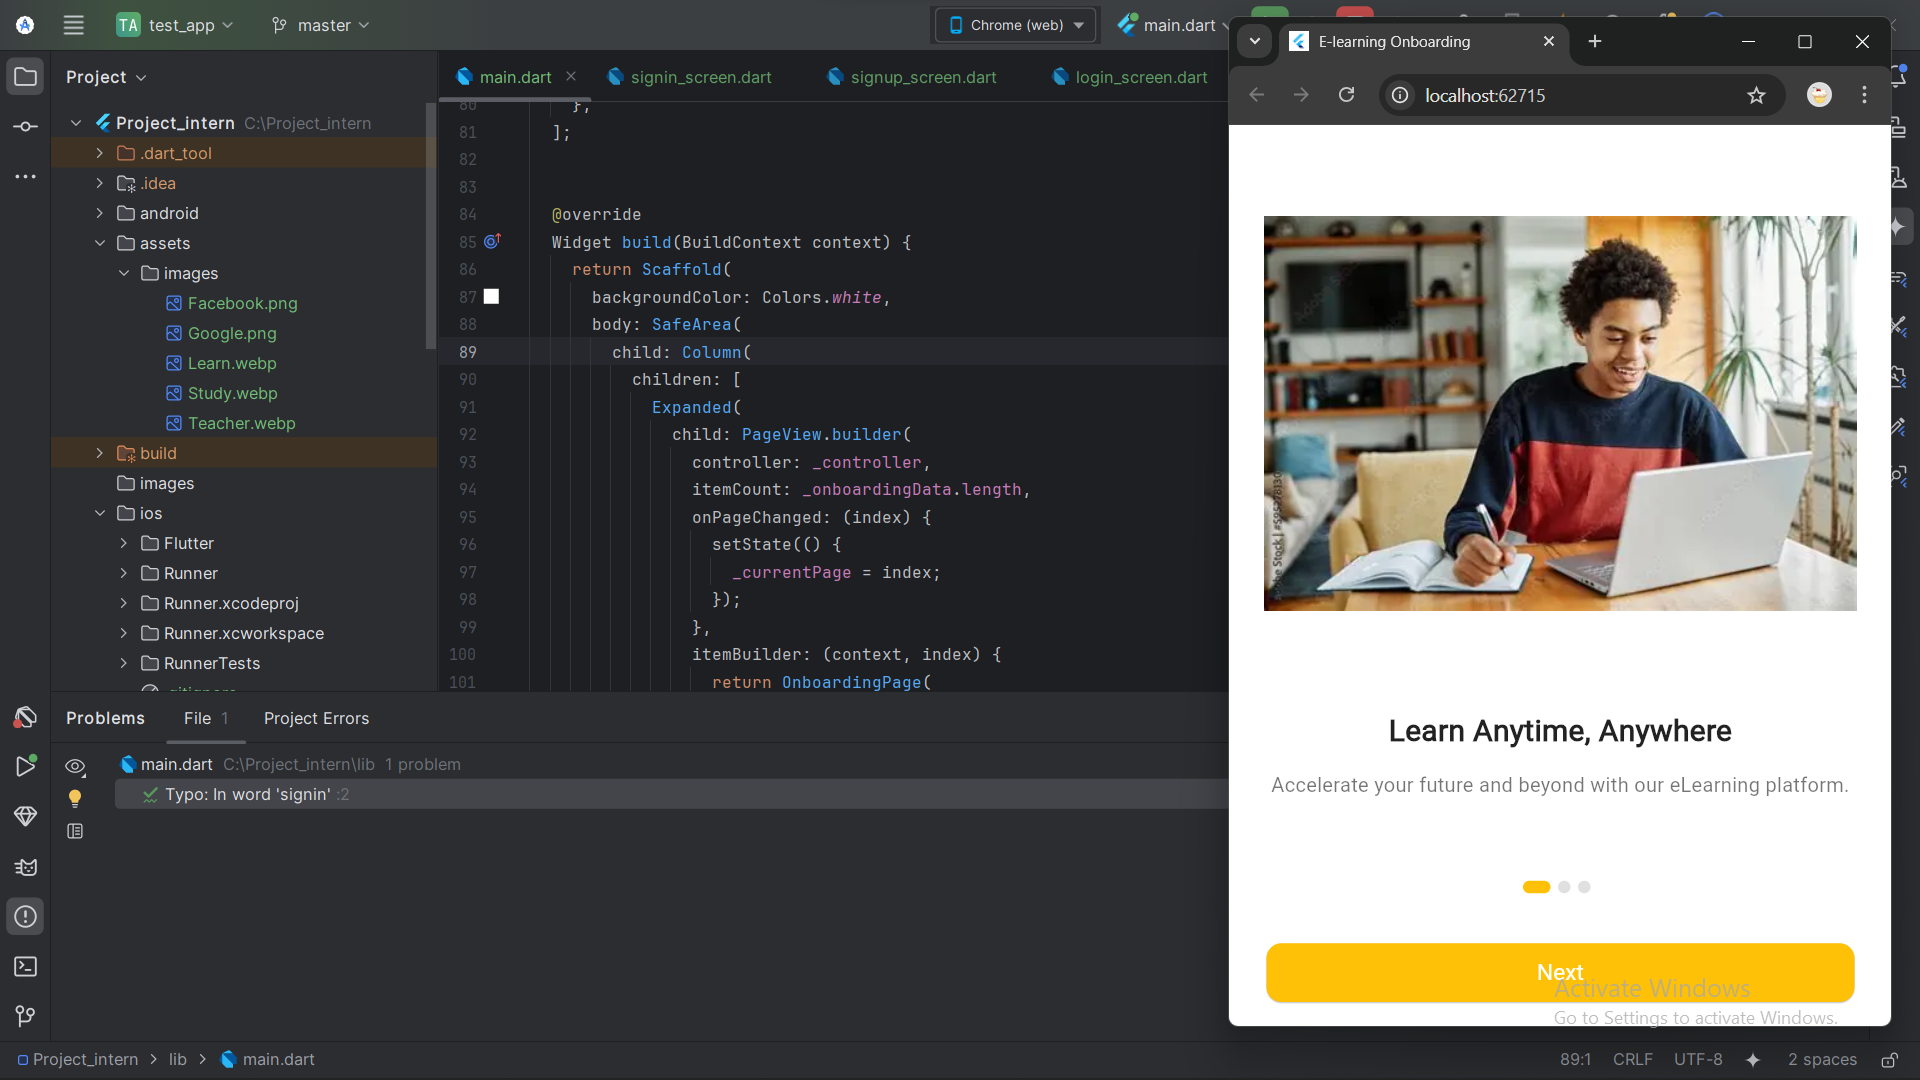 TA test_app
master
Chrome (web)
main.dart
Project
main.dart
signin_screen.dart
signup_screen.dart
login_screen.dart
Project_intern C:\Project_intern
.dart_tool
.idea
android
assets
images
Facebook.png
Google.png
Learn.webp
Study.webp
Teacher.webp
build
images
ios
Flutter
Runner
Runner.xcodeproj
Runner.xcworkspace
RunnerTests
.gitignore
80 },
81 ];
82
83
84 @override
85 Widget build(BuildContext context) {
86 return Scaffold(
87 backgroundColor: Colors.white,
88 body: SafeArea(
89 child: Column(
90 children: [
91 Expanded(
92 child: PageView.builder(
93 controller: _controller,
94 itemCount: _onboardingData.length,
95 onPageChanged: (index) {
96 setState(() {
97 _currentPage = index;
98 });
99 },
100 itemBuilder: (context, index) {
101 return OnboardingPage(
Problems
File 1
Project Errors
main.dart C:\Project_intern\lib 1 problem
Typo: In word 'signin' :2
Project_intern > lib > main.dart
89:1 CRLF UTF-8 2 spaces
E-learning Onboarding
localhost:62715
Adobe Stock | #595278130
Learn Anytime, Anywhere
Accelerate your future and beyond with our eLearning platform.
Next
Activate Windows
Go to Settings to activate Windows.